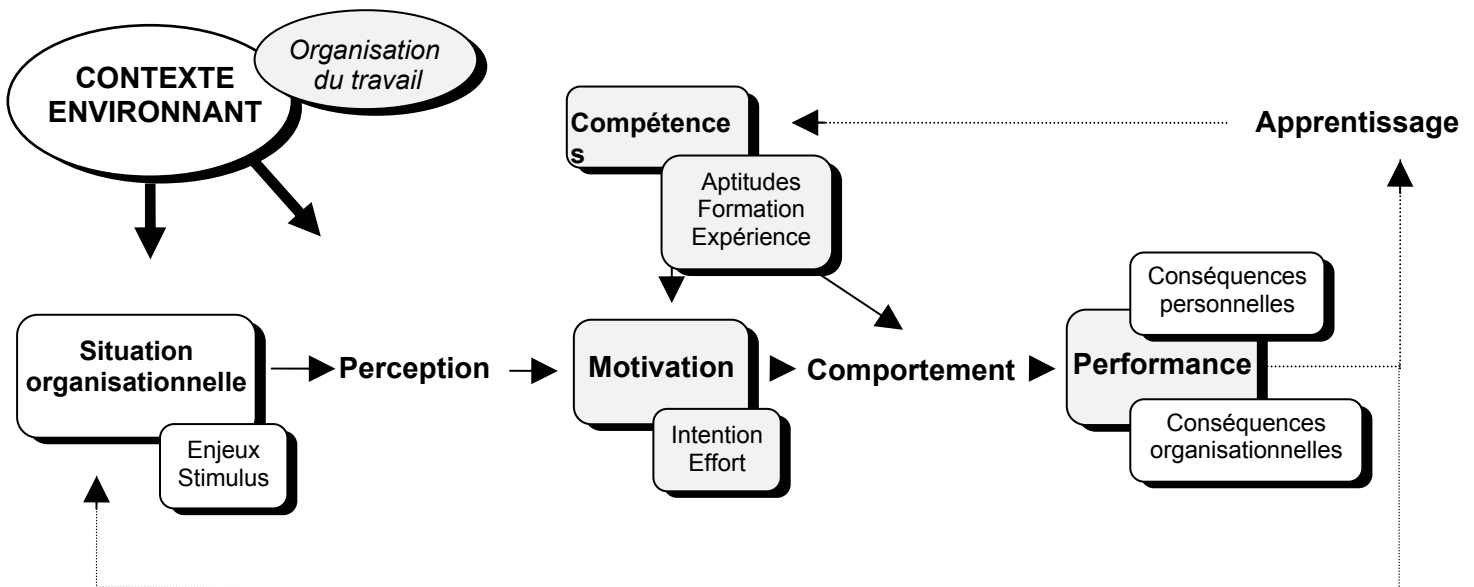 Organisation
du travail
CONTEXTE
ENVIRONNANT
Compétence
s
Apprentissage
Aptitudes
Formation
Expérience
Conséquences
personnelles
Situation
organisationnelle
Perception
Motivation
Comportement
Performance
Enjeux
Stimulus
Intention
Effort
Conséquences
organisationnelles